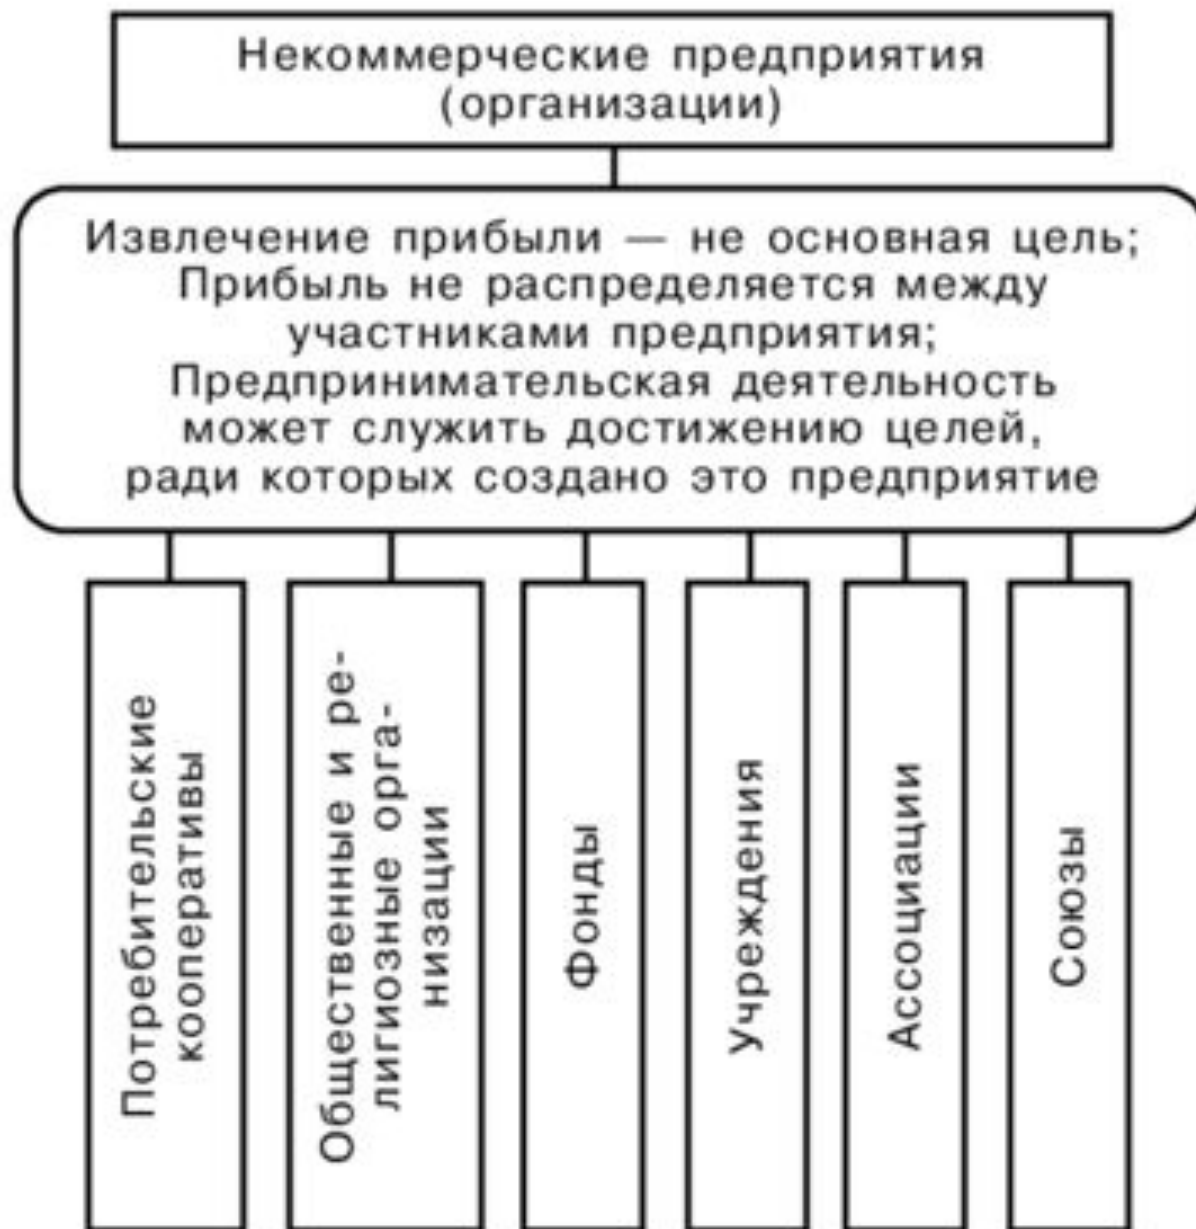 Некоммерческие предприятия
(организации)
Извлечение прибыли — не основная цель;
Прибыль не распределяется между
участниками предприятия;
Предпринимательская деятельность
может служить достижению целей,
ради которых создано это предприятие
Потребительские
кооперативы
Общественные и ре-
лигиозные орга-
низации
Фонды
Учреждения
Ассоциации
Союзы